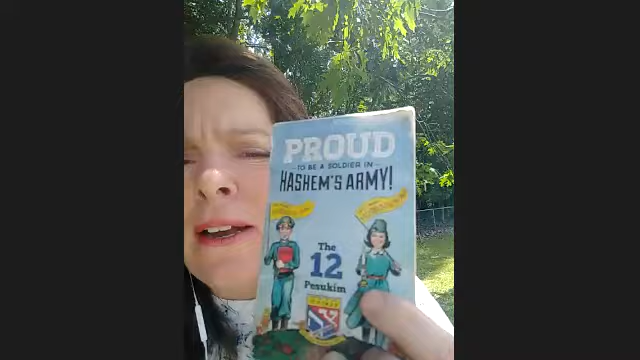 PROUD
TO BE A SOLDIER IN
HASHEM'S ARMY!
The
12
Pesukim